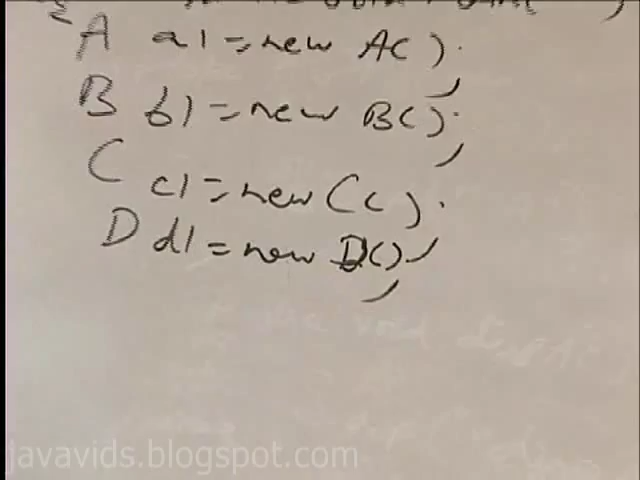 A a1 = new A();
B b1 = new B();
C c1 = new C();
D d1 = new D();
javavids.blogspot.com